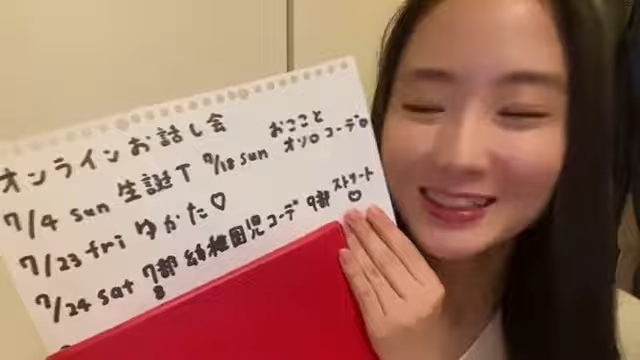 オンラインお話し会
7/4 sun 生誕T 7/18 sun おこことオソロコーデ
7/23 fri ゆかた♡
7/24 sat 7部 8 幼稚園児コーデ 9部 ストリート♡